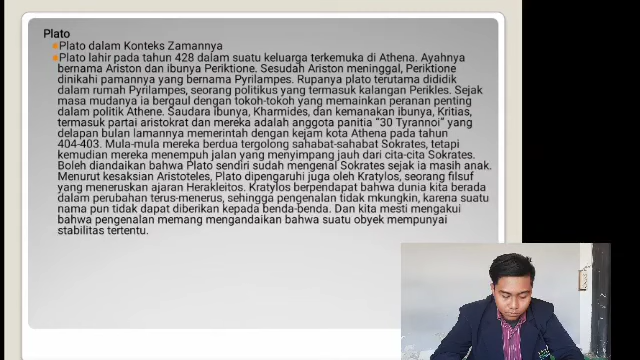 Plato
Plato dalam Konteks Zamannya
Plato lahir pada tahun 428 dalam suatu keluarga terkemuka di Athena. Ayahnya
bernama Ariston dan ibunya Periktione. Sesudah Ariston meninggal, Periktione
dinikahi pamannya yang bernama Pyrilampes. Rupanya plato terutama dididik
dalam rumah Pyrilampes, seorang politikus yang termasuk kalangan Perikles. Sejak
masa mudanya ia bergaul dengan tokoh-tokoh yang memainkan peranan penting
dalam politik Athene. Saudara ibunya, Kharmides, dan kemanakan ibunya, Kritias,
termasuk partai aristokrat dan mereka adalah anggota panitia "30 Tyrannoi" yang
delapan bulan lamannya memerintah dengan kejam kota Athena pada tahun
404-403. Mula-mula mereka berdua tergolong sahabat-sahabat Sokrates, tetapi
kemudian mereka menempuh jalan yang menyimpang jauh dari cita-cita Sokrates.
Boleh diandaikan bahwa Plato sendiri sudah mengenal Sokrates sejak ia masih anak.
Menurut kesaksian Aristoteles, Plato dipengaruhi juga oleh Kratylos, seorang filsuf
yang meneruskan ajaran Herakleitos. Kratylos berpendapat bahwa dunia kita berada
dalam perubahan terus-menerus, sehingga pengenalan tidak mkungkin, karena suatu
nama pun tidak dapat diberikan kepada benda-benda. Dan kita mesti mengakui
bahwa pengenalan memang mengandaikan bahwa suatu obyek mempunyai
stabilitas tertentu.